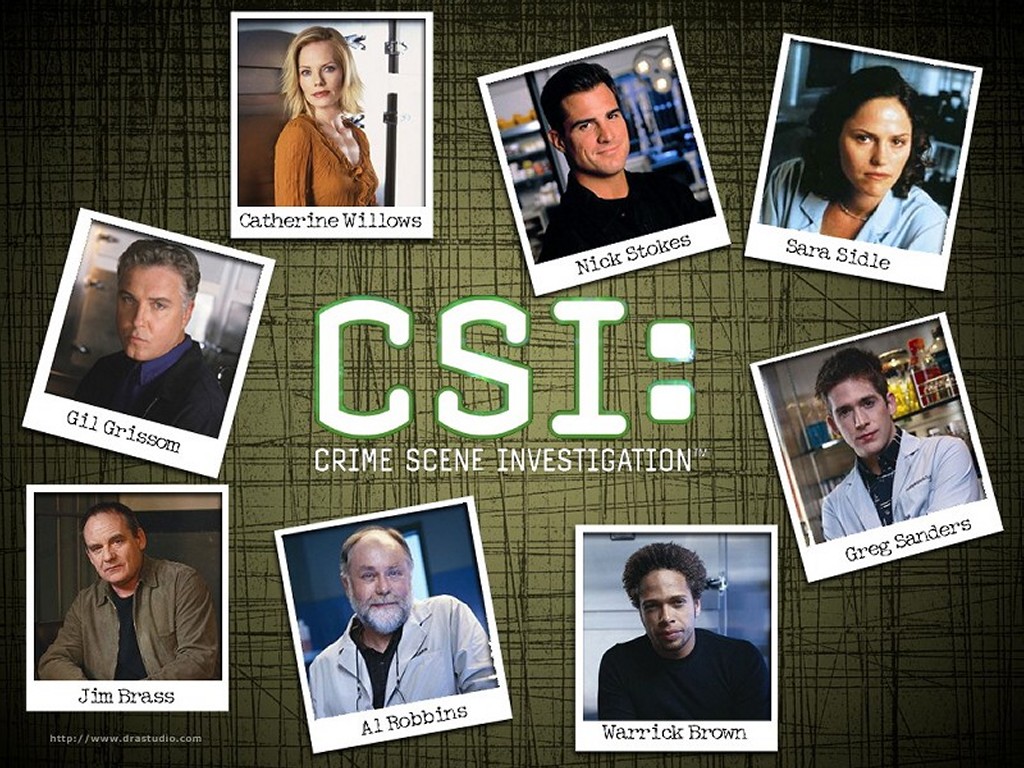 Catherine Willows
Nick Stokes
Sara Sidle
Gil Grissom
CSI:
CRIME SCENE INVESTIGATION™
Greg Sanders
Jim Brass
Al Robbins
Warrick Brown
http://www.drastudio.com